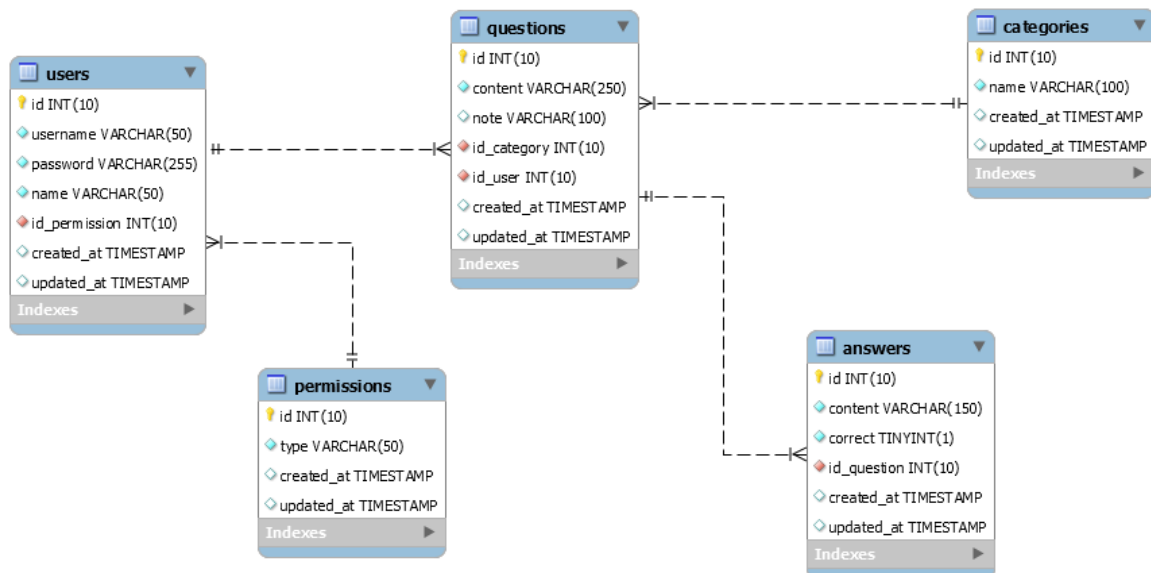 users
id INT(10)
username VARCHAR(50)
password VARCHAR(255)
name VARCHAR(50)
id_permission INT(10)
created_at TIMESTAMP
updated_at TIMESTAMP
Indexes
questions
id INT(10)
content VARCHAR(250)
note VARCHAR(100)
id_category INT(10)
id_user INT(10)
created_at TIMESTAMP
updated_at TIMESTAMP
Indexes
categories
id INT(10)
name VARCHAR(100)
created_at TIMESTAMP
updated_at TIMESTAMP
Indexes
permissions
id INT(10)
type VARCHAR(50)
created_at TIMESTAMP
updated_at TIMESTAMP
Indexes
answers
id INT(10)
content VARCHAR(150)
correct TINYINT(1)
id_question INT(10)
created_at TIMESTAMP
updated_at TIMESTAMP
Indexes